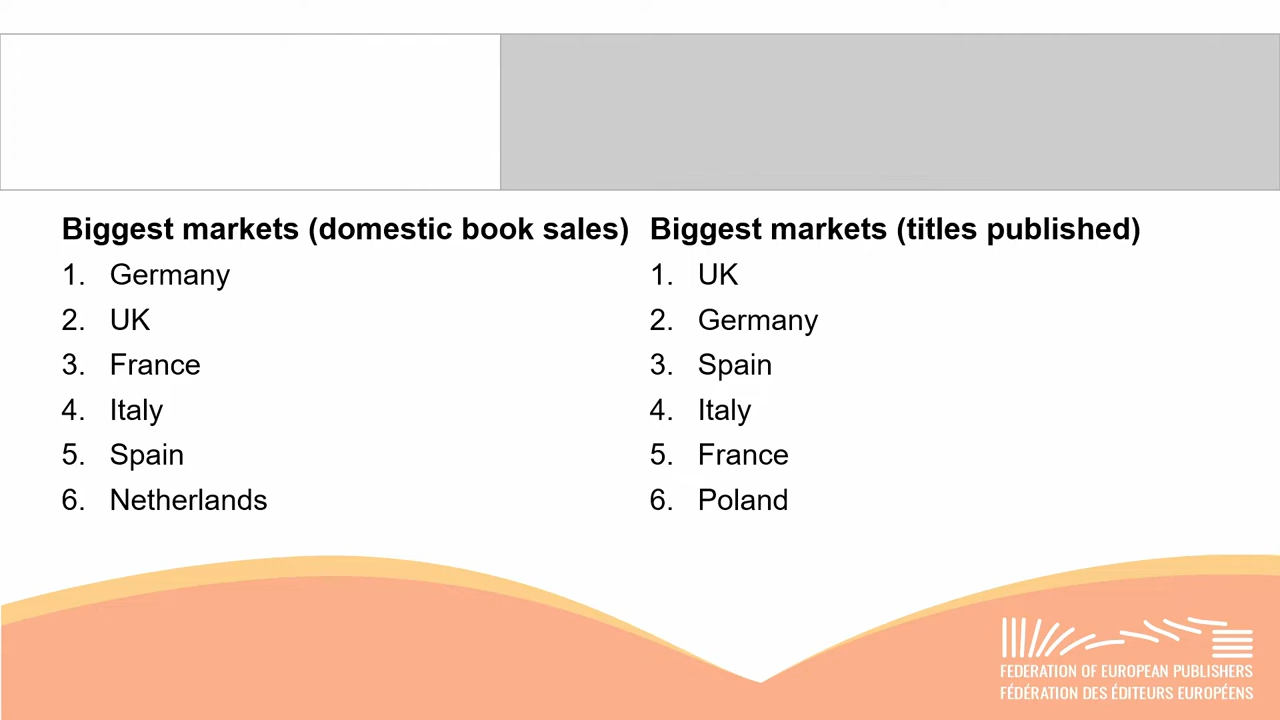 Biggest markets (domestic book sales)
1. Germany
2. UK
3. France
4. Italy
5. Spain
6. Netherlands
Biggest markets (titles published)
1. UK
2. Germany
3. Spain
4. Italy
5. France
6. Poland
FEDERATION OF EUROPEAN PUBLISHERS
FÉDÉRATION DES ÉDITEURS EUROPÉENS